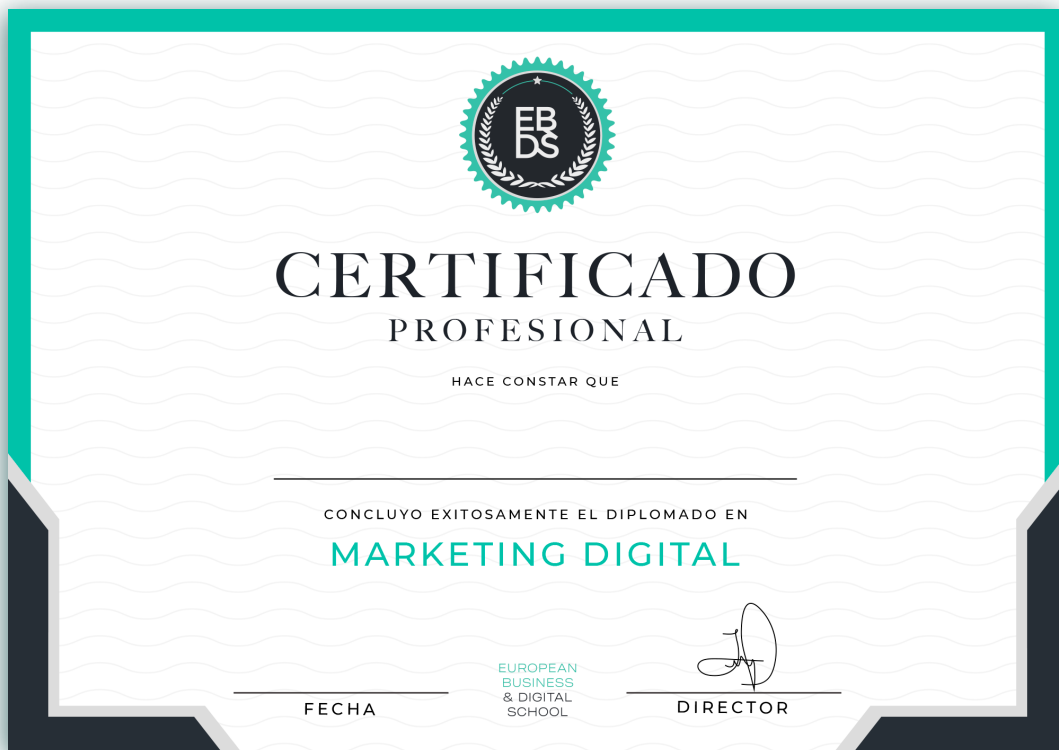 EB
DS
CERTIFICADO
PROFESIONAL
HACE CONSTAR QUE
CONCLUYO EXITOSAMENTE EL DIPLOMADO EN
MARKETING DIGITAL
FECHA
EUROPEAN
BUSINESS
& DIGITAL
SCHOOL
DIRECTOR